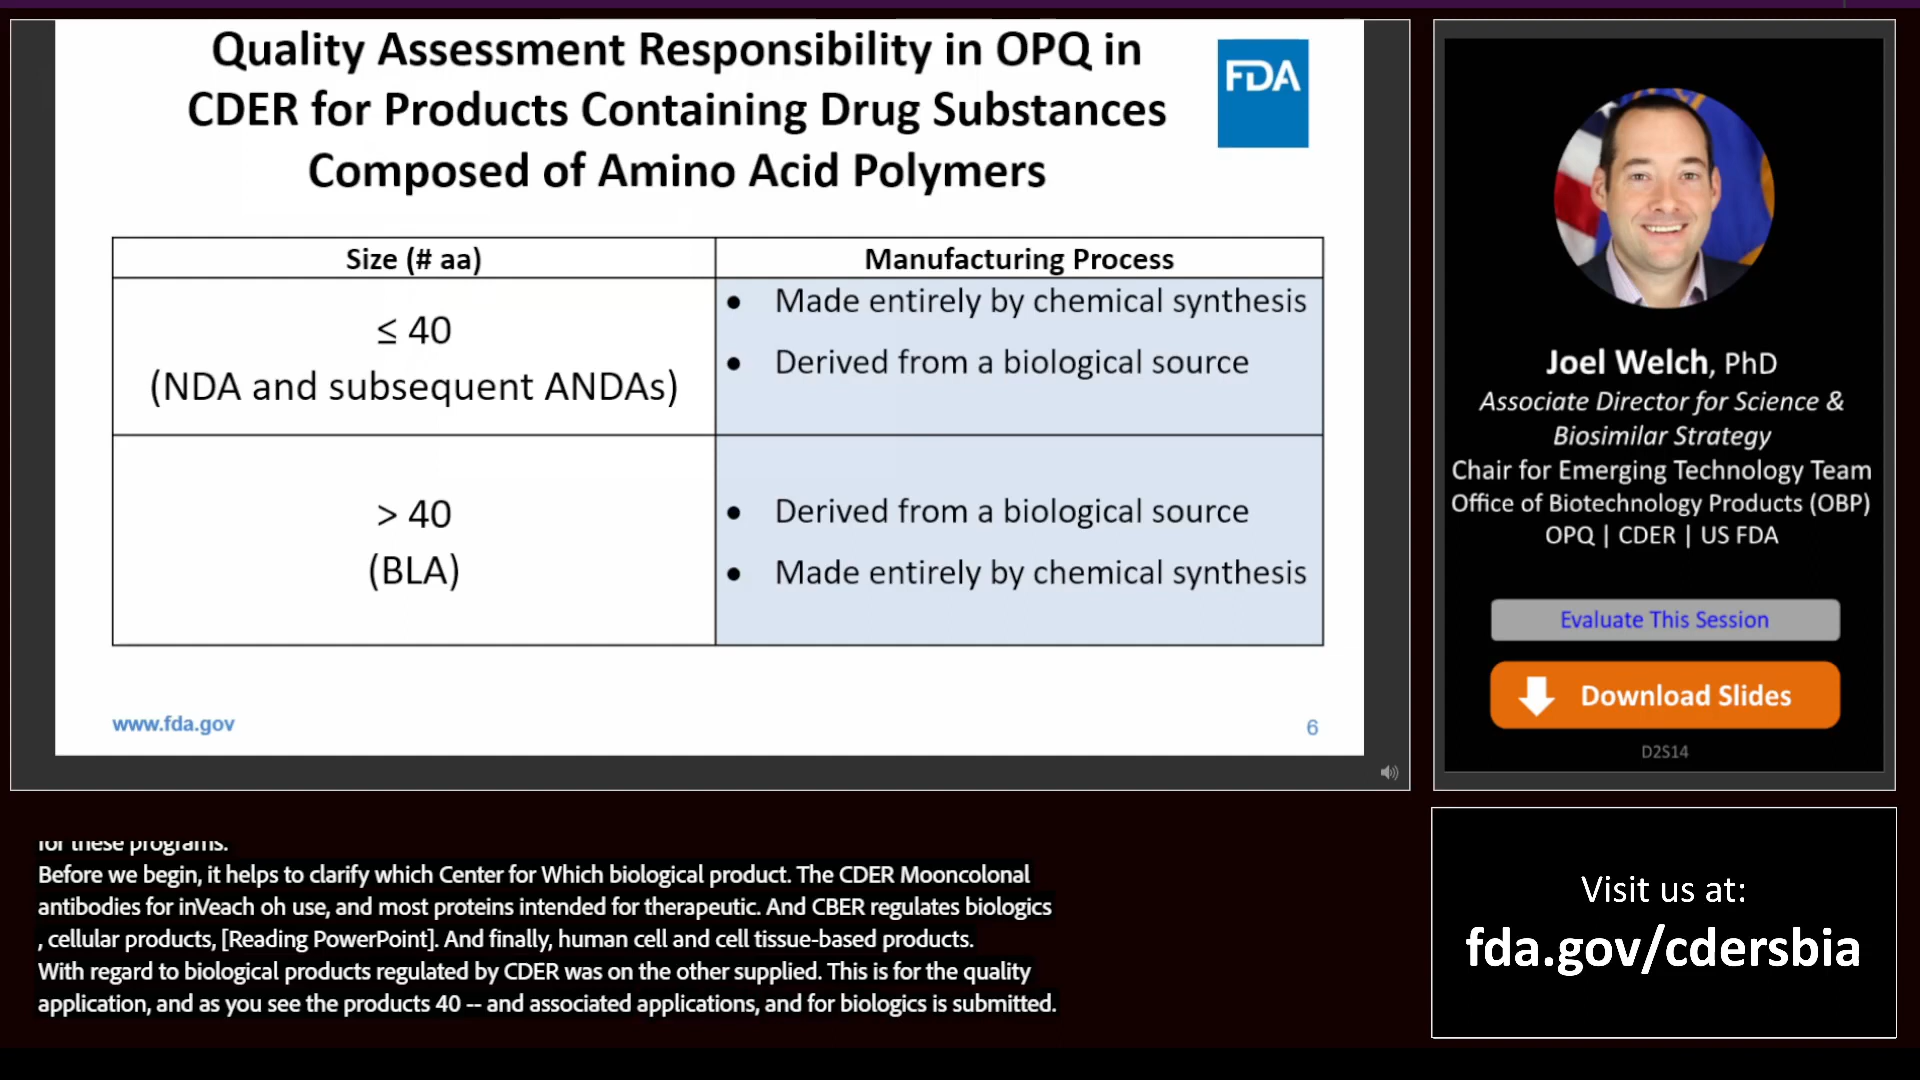 Quality Assessment Responsibility in OPQ in
CDER for Products Containing Drug Substances
Composed of Amino Acid Polymers
FDA
Size (# aa)
Manufacturing Process
≤ 40
(NDA and subsequent ANDAs)
• Made entirely by chemical synthesis
• Derived from a biological source
> 40
(BLA)
• Derived from a biological source
• Made entirely by chemical synthesis
www.fda.gov
6
Joel Welch, PhD
Associate Director for Science &
Biosimilar Strategy
Chair for Emerging Technology Team
Office of Biotechnology Products (OBP)
OPQ | CDER | US FDA
Evaluate This Session
Download Slides
D2S14
for these programs.
Before we begin, it helps to clarify which Center for Which biological product. The CDER Mooncolonal
antibodies for inVeach oh use, and most proteins intended for therapeutic. And CBER regulates biologics
, cellular products, [Reading PowerPoint]. And finally, human cell and cell tissue-based products.
With regard to biological products regulated by CDER was on the other supplied. This is for the quality
application, and as you see the products 40 -- and associated applications, and for biologics is submitted.
Visit us at:
fda.gov/cdersbia